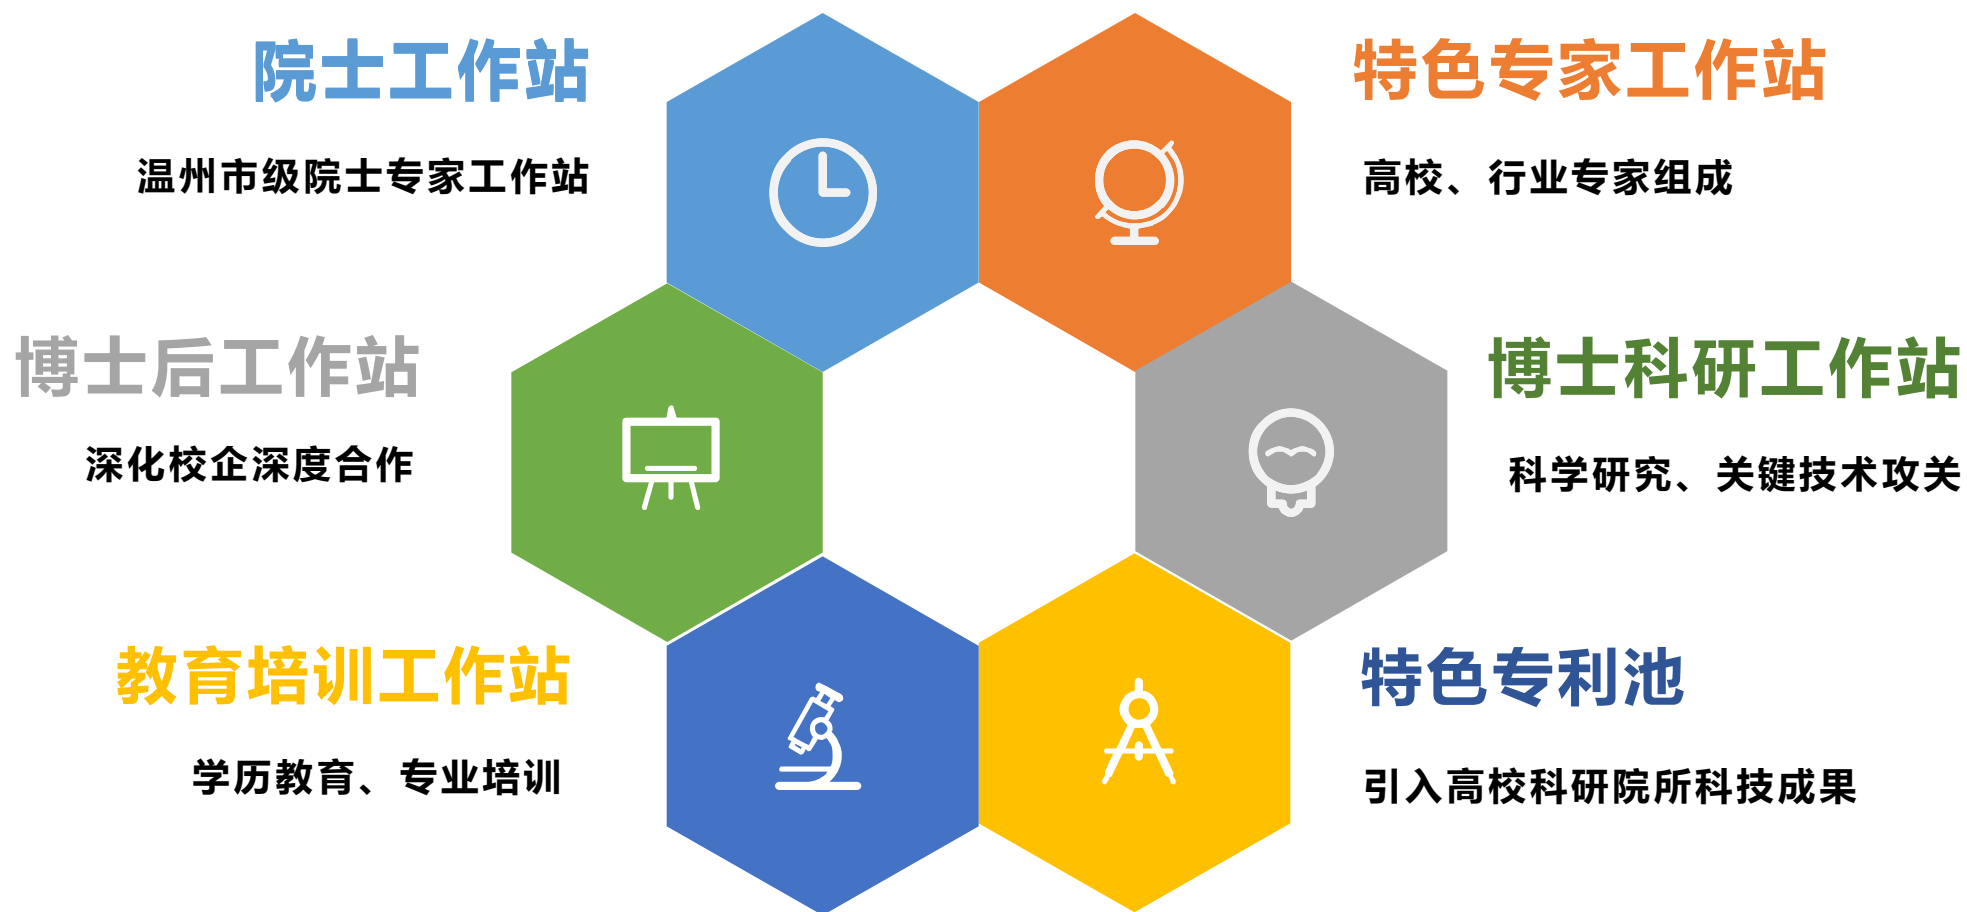 院士工作站
温州市级院士专家工作站
特色专家工作站
高校、行业专家组成
博士后工作站
深化校企深度合作
博士科研工作站
科学研究、关键技术攻关
教育培训工作站
学历教育、专业培训
特色专利池
引入高校科研院所科技成果